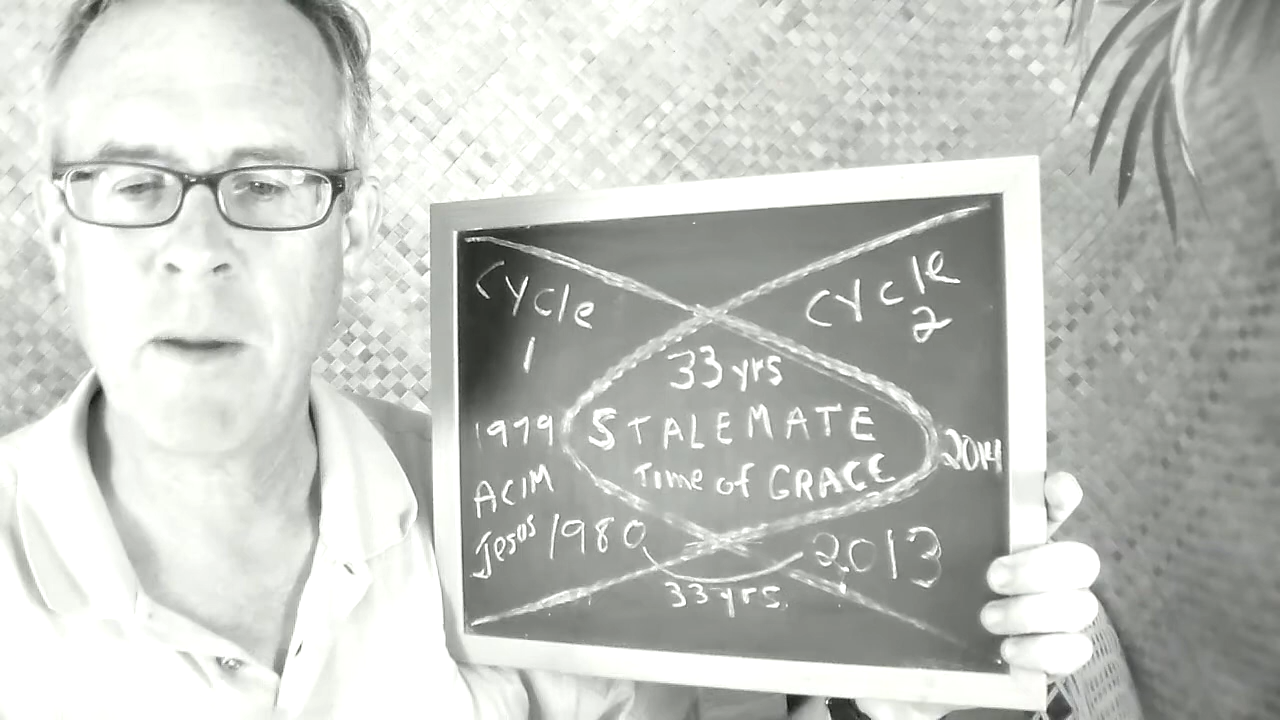 Cycle
1
Cycle
2
33 yrs
STALEMATE
Time of GRACE
1979
ACIM
Jesus 1980
2014
2013
33 yrs.